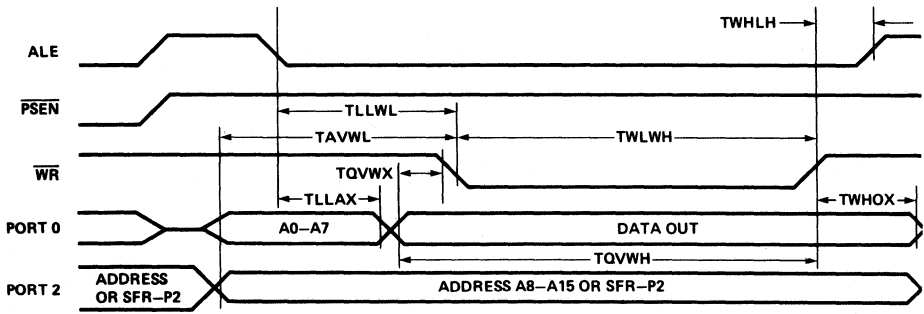 TWHLH
ALE
PSEN
TLLWL
TAVWL
TWLWH
WR
TQVWX
TLLAX
TWHQX
PORT 0
A0–A7
DATA OUT
TQVWH
PORT 2
ADDRESS
OR SFR–P2
ADDRESS A8–A15 OR SFR–P2